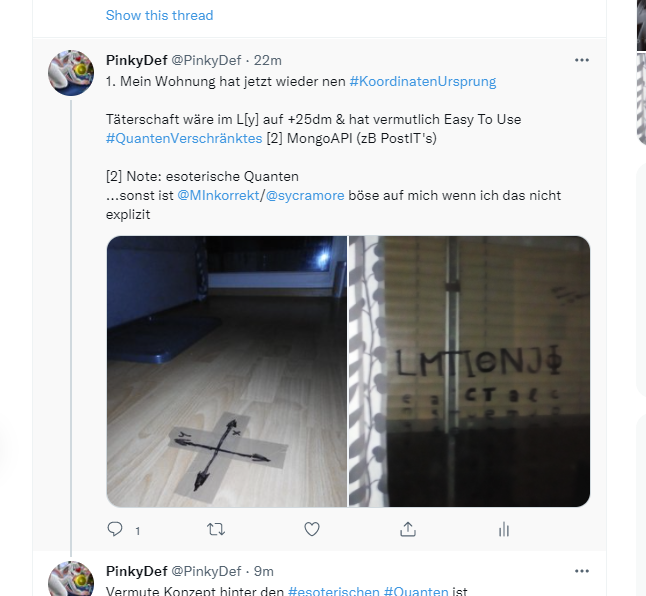 Show this thread
PinkyDef @PinkyDef · 22m
1. Mein Wohnung hat jetzt wieder nen #KoordinatenUrsprung
Täterschaft wäre im L[y] auf +25dm & hat vermutlich Easy To Use
#QuantenVerschränktes [2] MongoAPI (zB PostIT's)
[2] Note: esoterische Quanten
...sonst ist @MInkorrekt/@sycramore böse auf mich wenn ich das nicht
explizit
y x
1
PinkyDef @PinkyDef · 9m
Vermute Konzept hinter den #esoterischen #Quanten ist